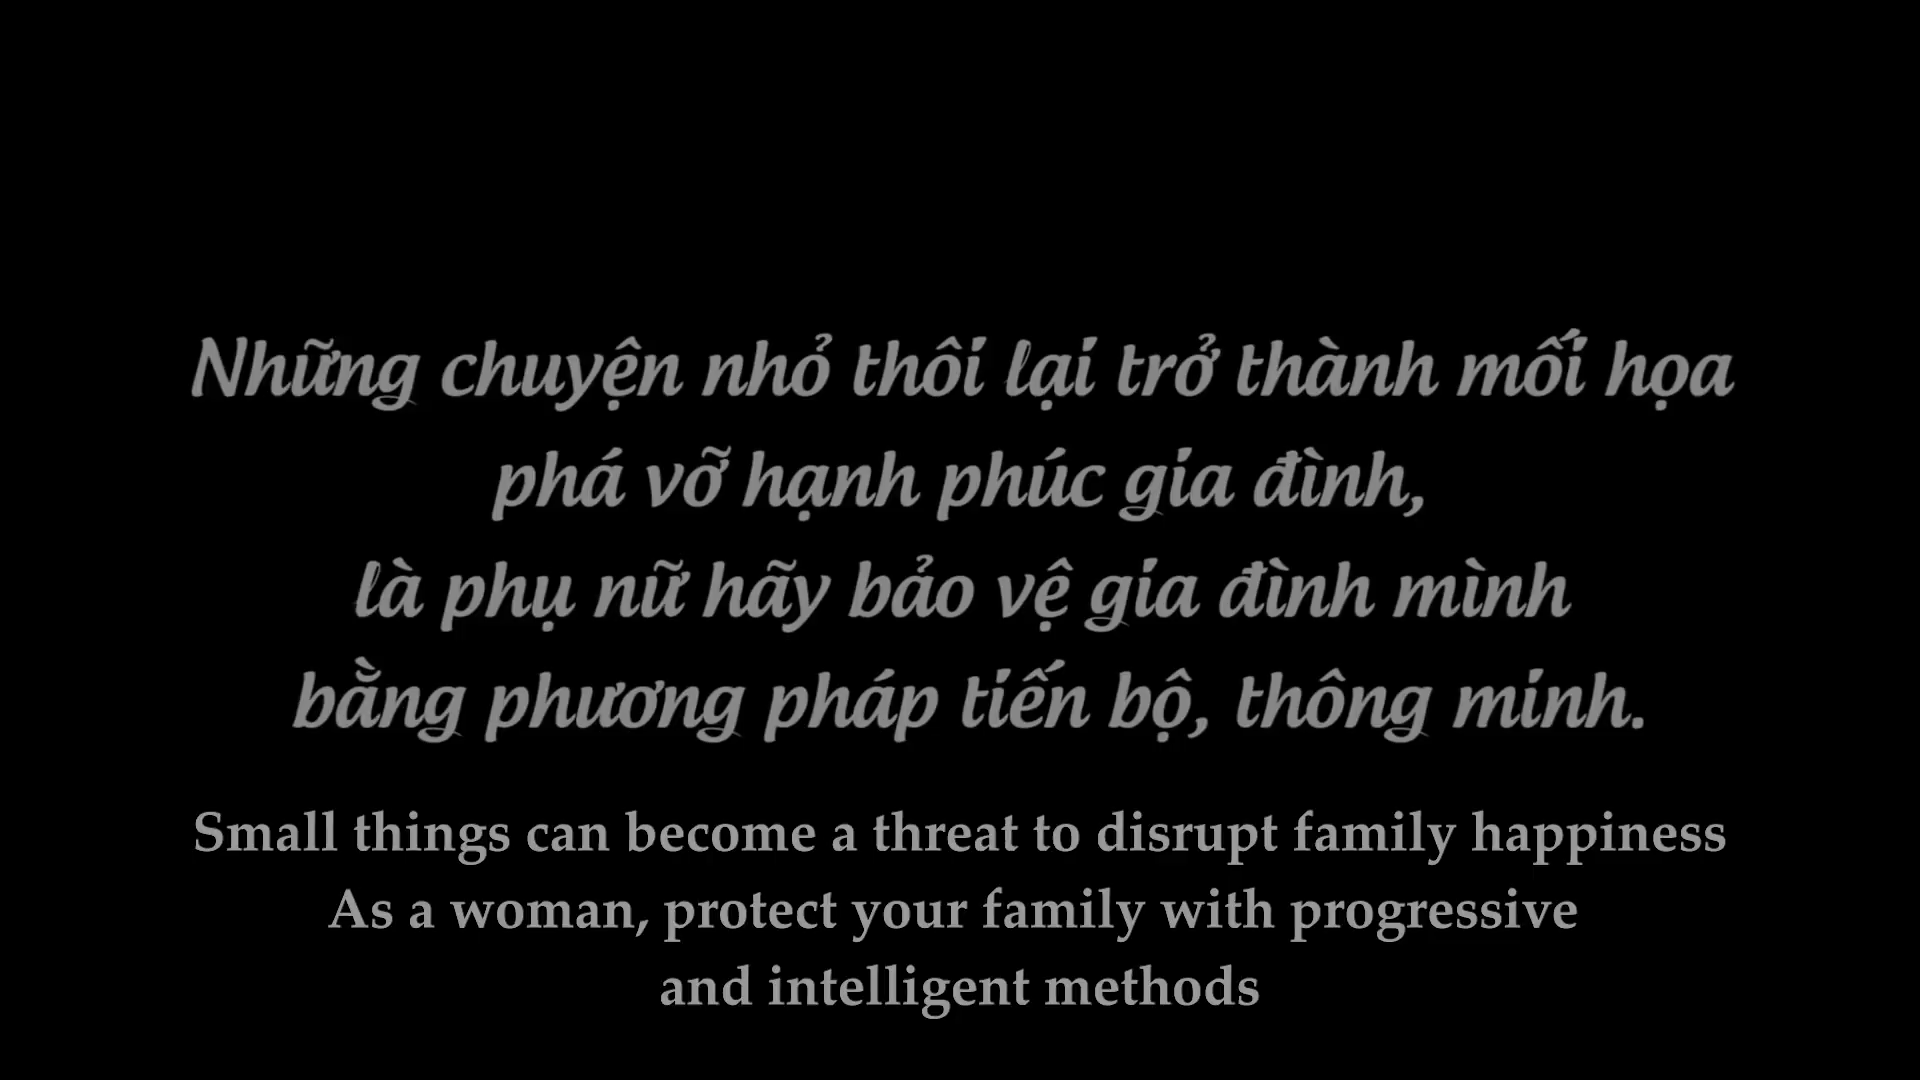 Những chuyện nhỏ thôi lại trở thành mối họa
phá vỡ hạnh phúc gia đình,
là phụ nữ hãy bảo vệ gia đình mình
bằng phương pháp tiến bộ, thông minh.
Small things can become a threat to disrupt family happiness
As a woman, protect your family with progressive
and intelligent methods